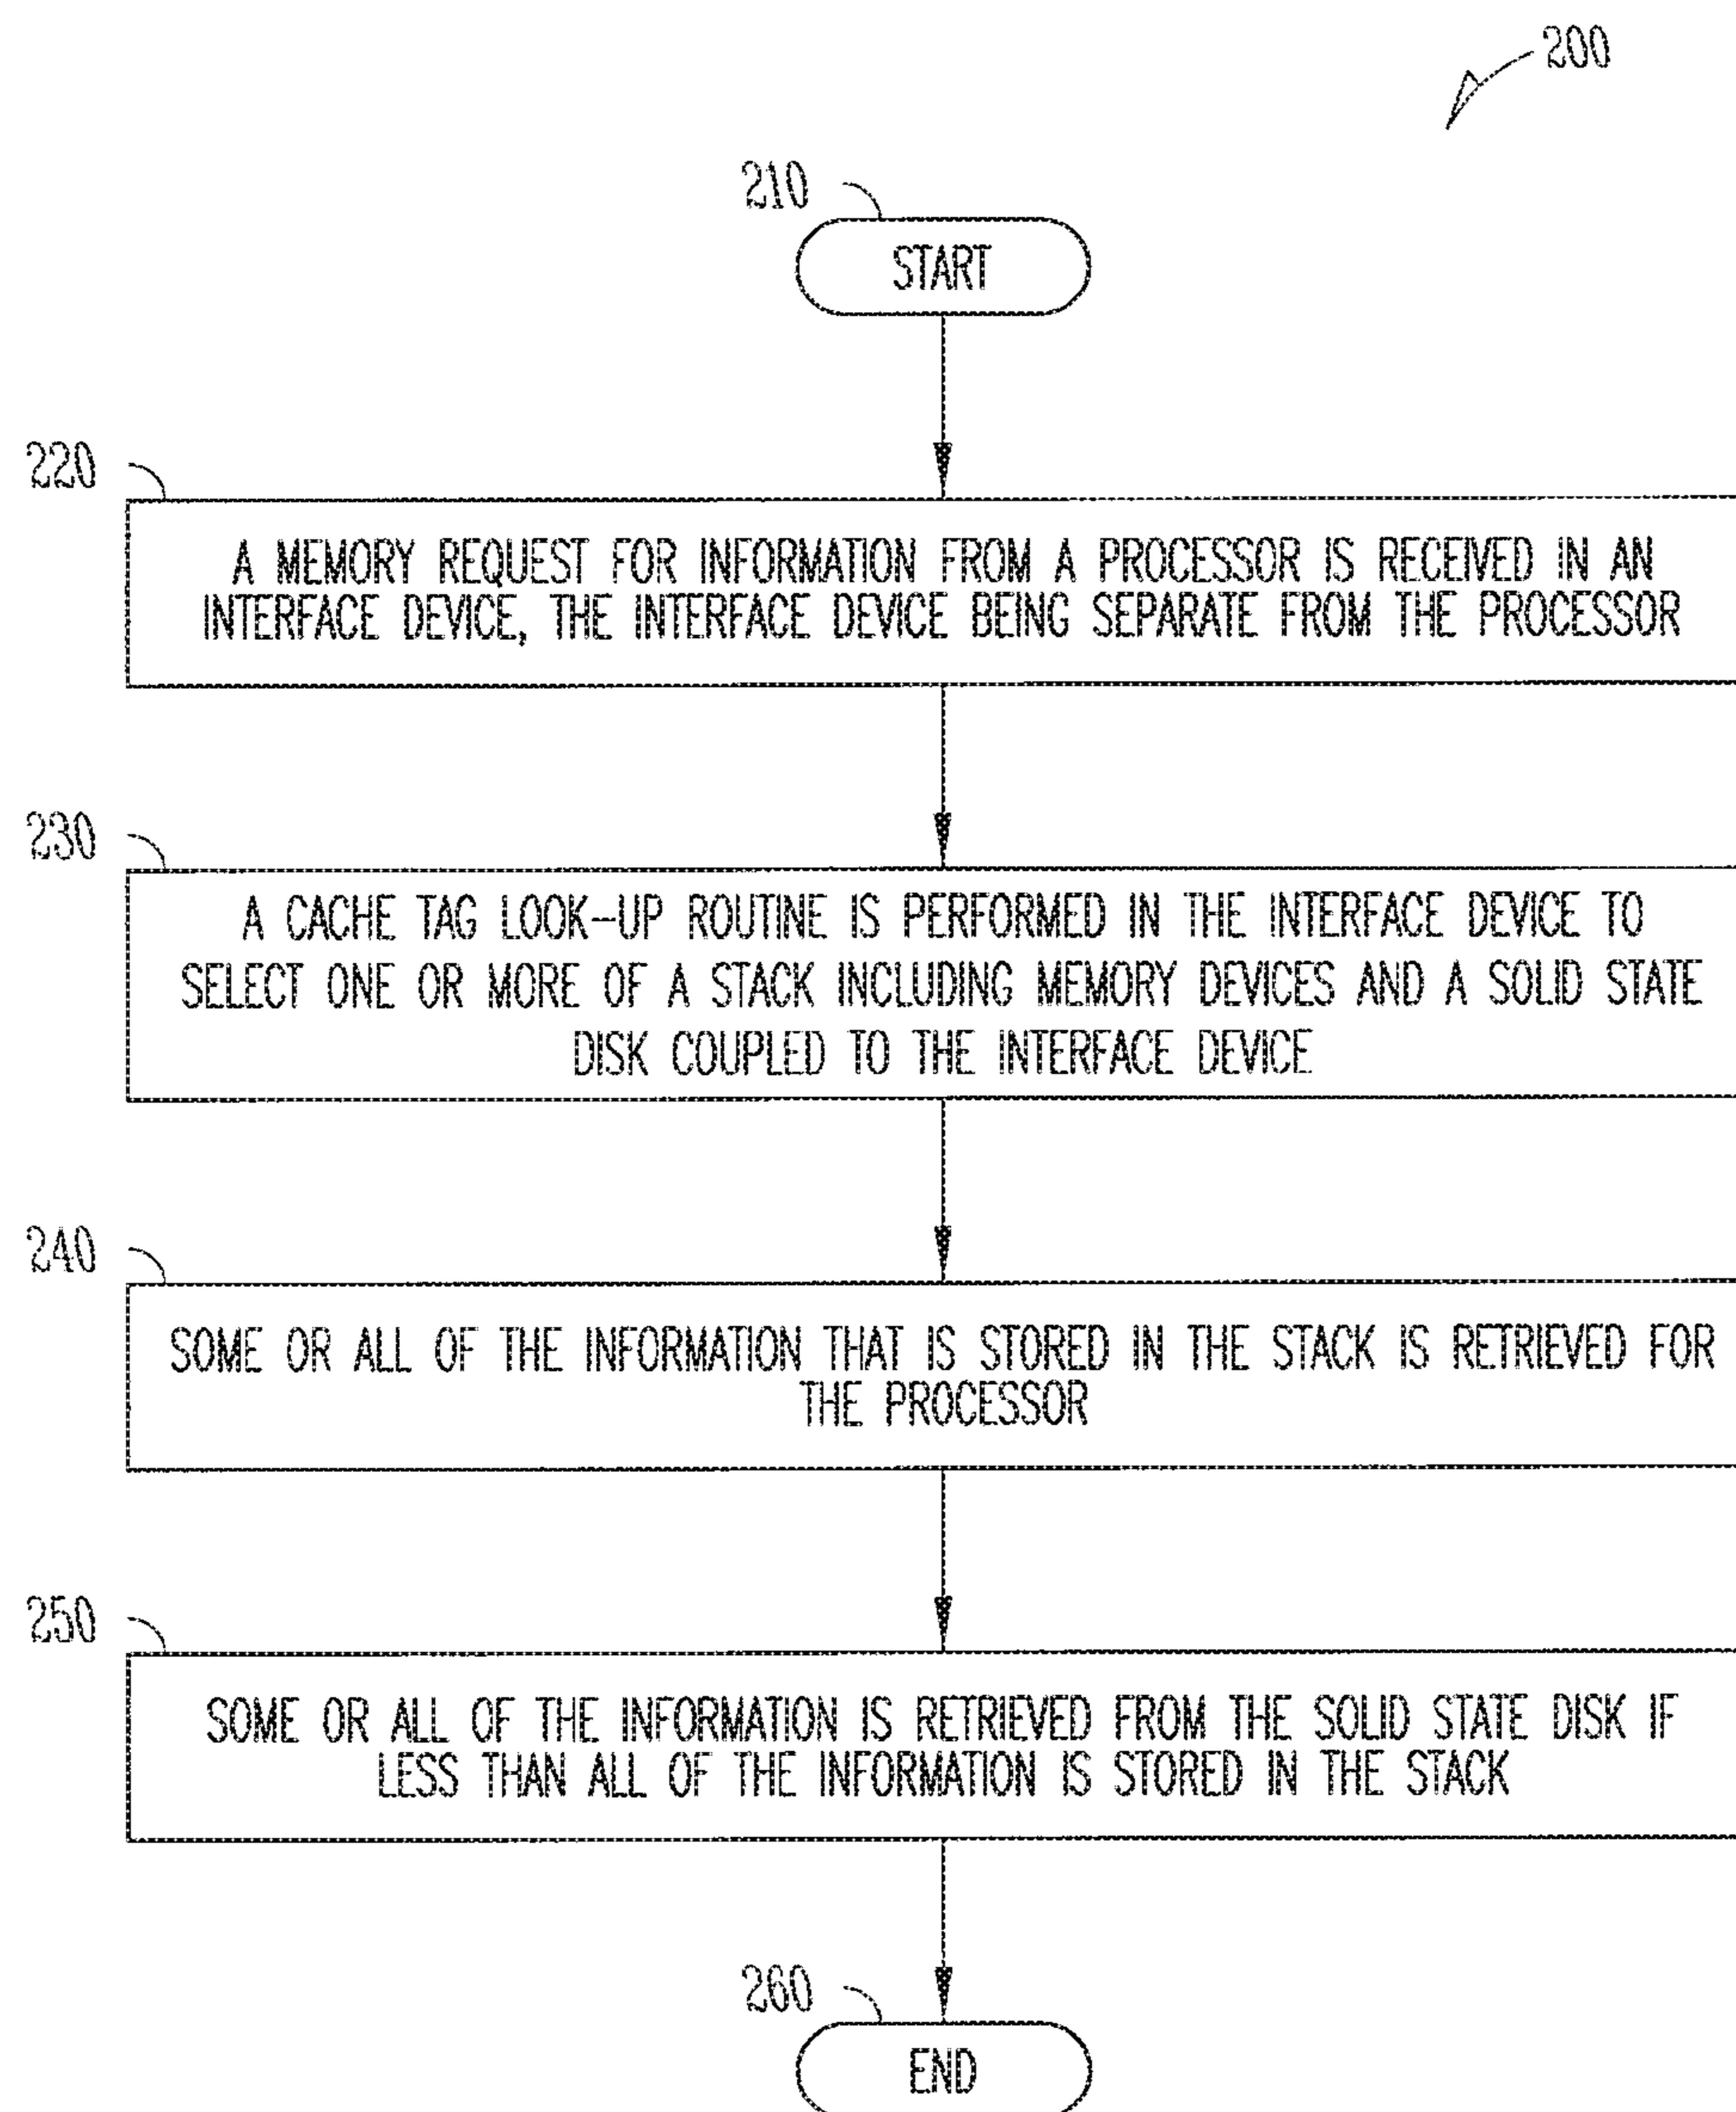 200
210
START
220
A MEMORY REQUEST FOR INFORMATION FROM A PROCESSOR IS RECEIVED IN AN
INTERFACE DEVICE, THE INTERFACE DEVICE BEING SEPARATE FROM THE PROCESSOR
230
A CACHE TAG LOOK-UP ROUTINE IS PERFORMED IN THE INTERFACE DEVICE TO
SELECT ONE OR MORE OF A STACK INCLUDING MEMORY DEVICES AND A SOLID STATE
DISK COUPLED TO THE INTERFACE DEVICE
240
SOME OR ALL OF THE INFORMATION THAT IS STORED IN THE STACK IS RETRIEVED FOR
THE PROCESSOR
250
SOME OR ALL OF THE INFORMATION IS RETRIEVED FROM THE SOLID STATE DISK IF
LESS THAN ALL OF THE INFORMATION IS STORED IN THE STACK
260
END